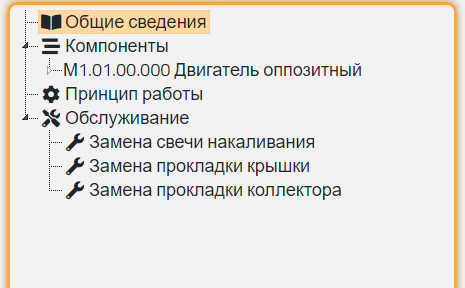 Общие сведения
Компоненты
М1.01.00.000 Двигатель оппозитный
Принцип работы
Обслуживание
Замена свечи накаливания
Замена прокладки крышки
Замена прокладки коллектора